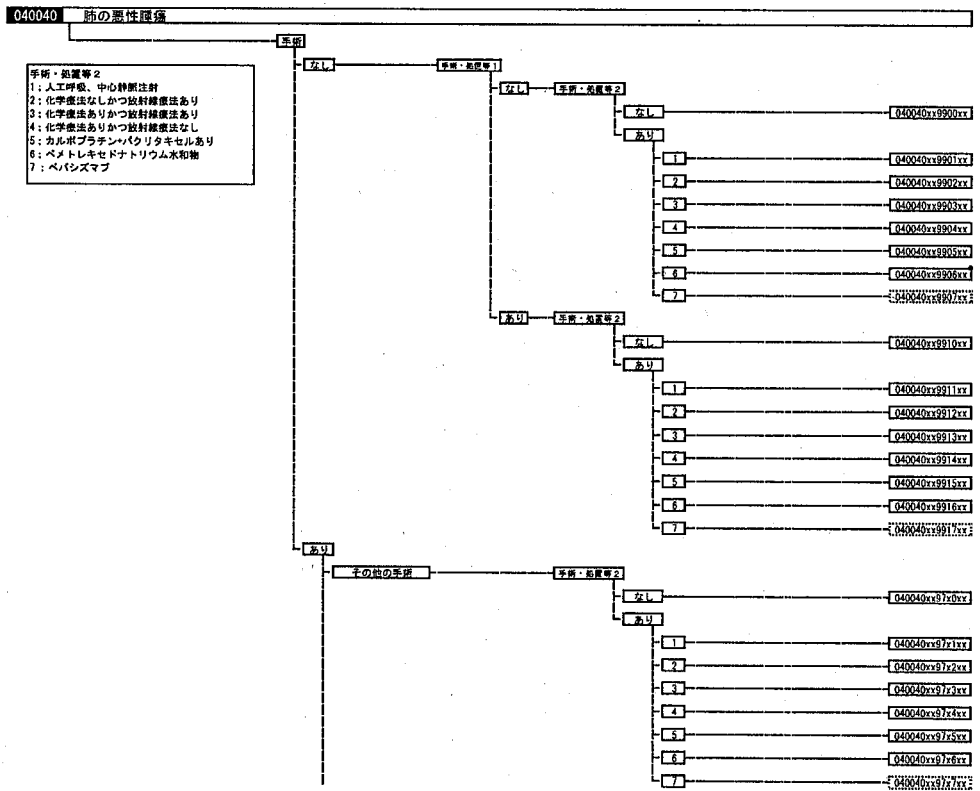 040040 肺の悪性腫瘍
手術
手術・処置等2
1;人工呼吸、中心静脈注射
2;化学療法なしかつ放射線療法あり
3;化学療法ありかつ放射線療法あり
4;化学療法ありかつ放射線療法なし
5;カルボプラチン+パクリタキセルあり
6;ペメトレキセドナトリウム水和物
7;ベバシズマブ
なし 手術・処置等1
なし 手術・処置等2
なし 040040xx9900xx
あり
1 040040xx9901xx
2 040040xx9902xx
3 040040xx9903xx
4 040040xx9904xx
5 040040xx9905xx
6 040040xx9906xx
7 040040xx9907xx
あり 手術・処置等2
なし 040040xx9910xx
あり
1 040040xx9911xx
2 040040xx9912xx
3 040040xx9913xx
4 040040xx9914xx
5 040040xx9915xx
6 040040xx9916xx
7 040040xx9917xx
あり
その他の手術 手術・処置等2
なし 040040xx97x0xx
あり
1 040040xx97x1xx
2 040040xx97x2xx
3 040040xx97x3xx
4 040040xx97x4xx
5 040040xx97x5xx
6 040040xx97x6xx
7 040040xx97x7xx